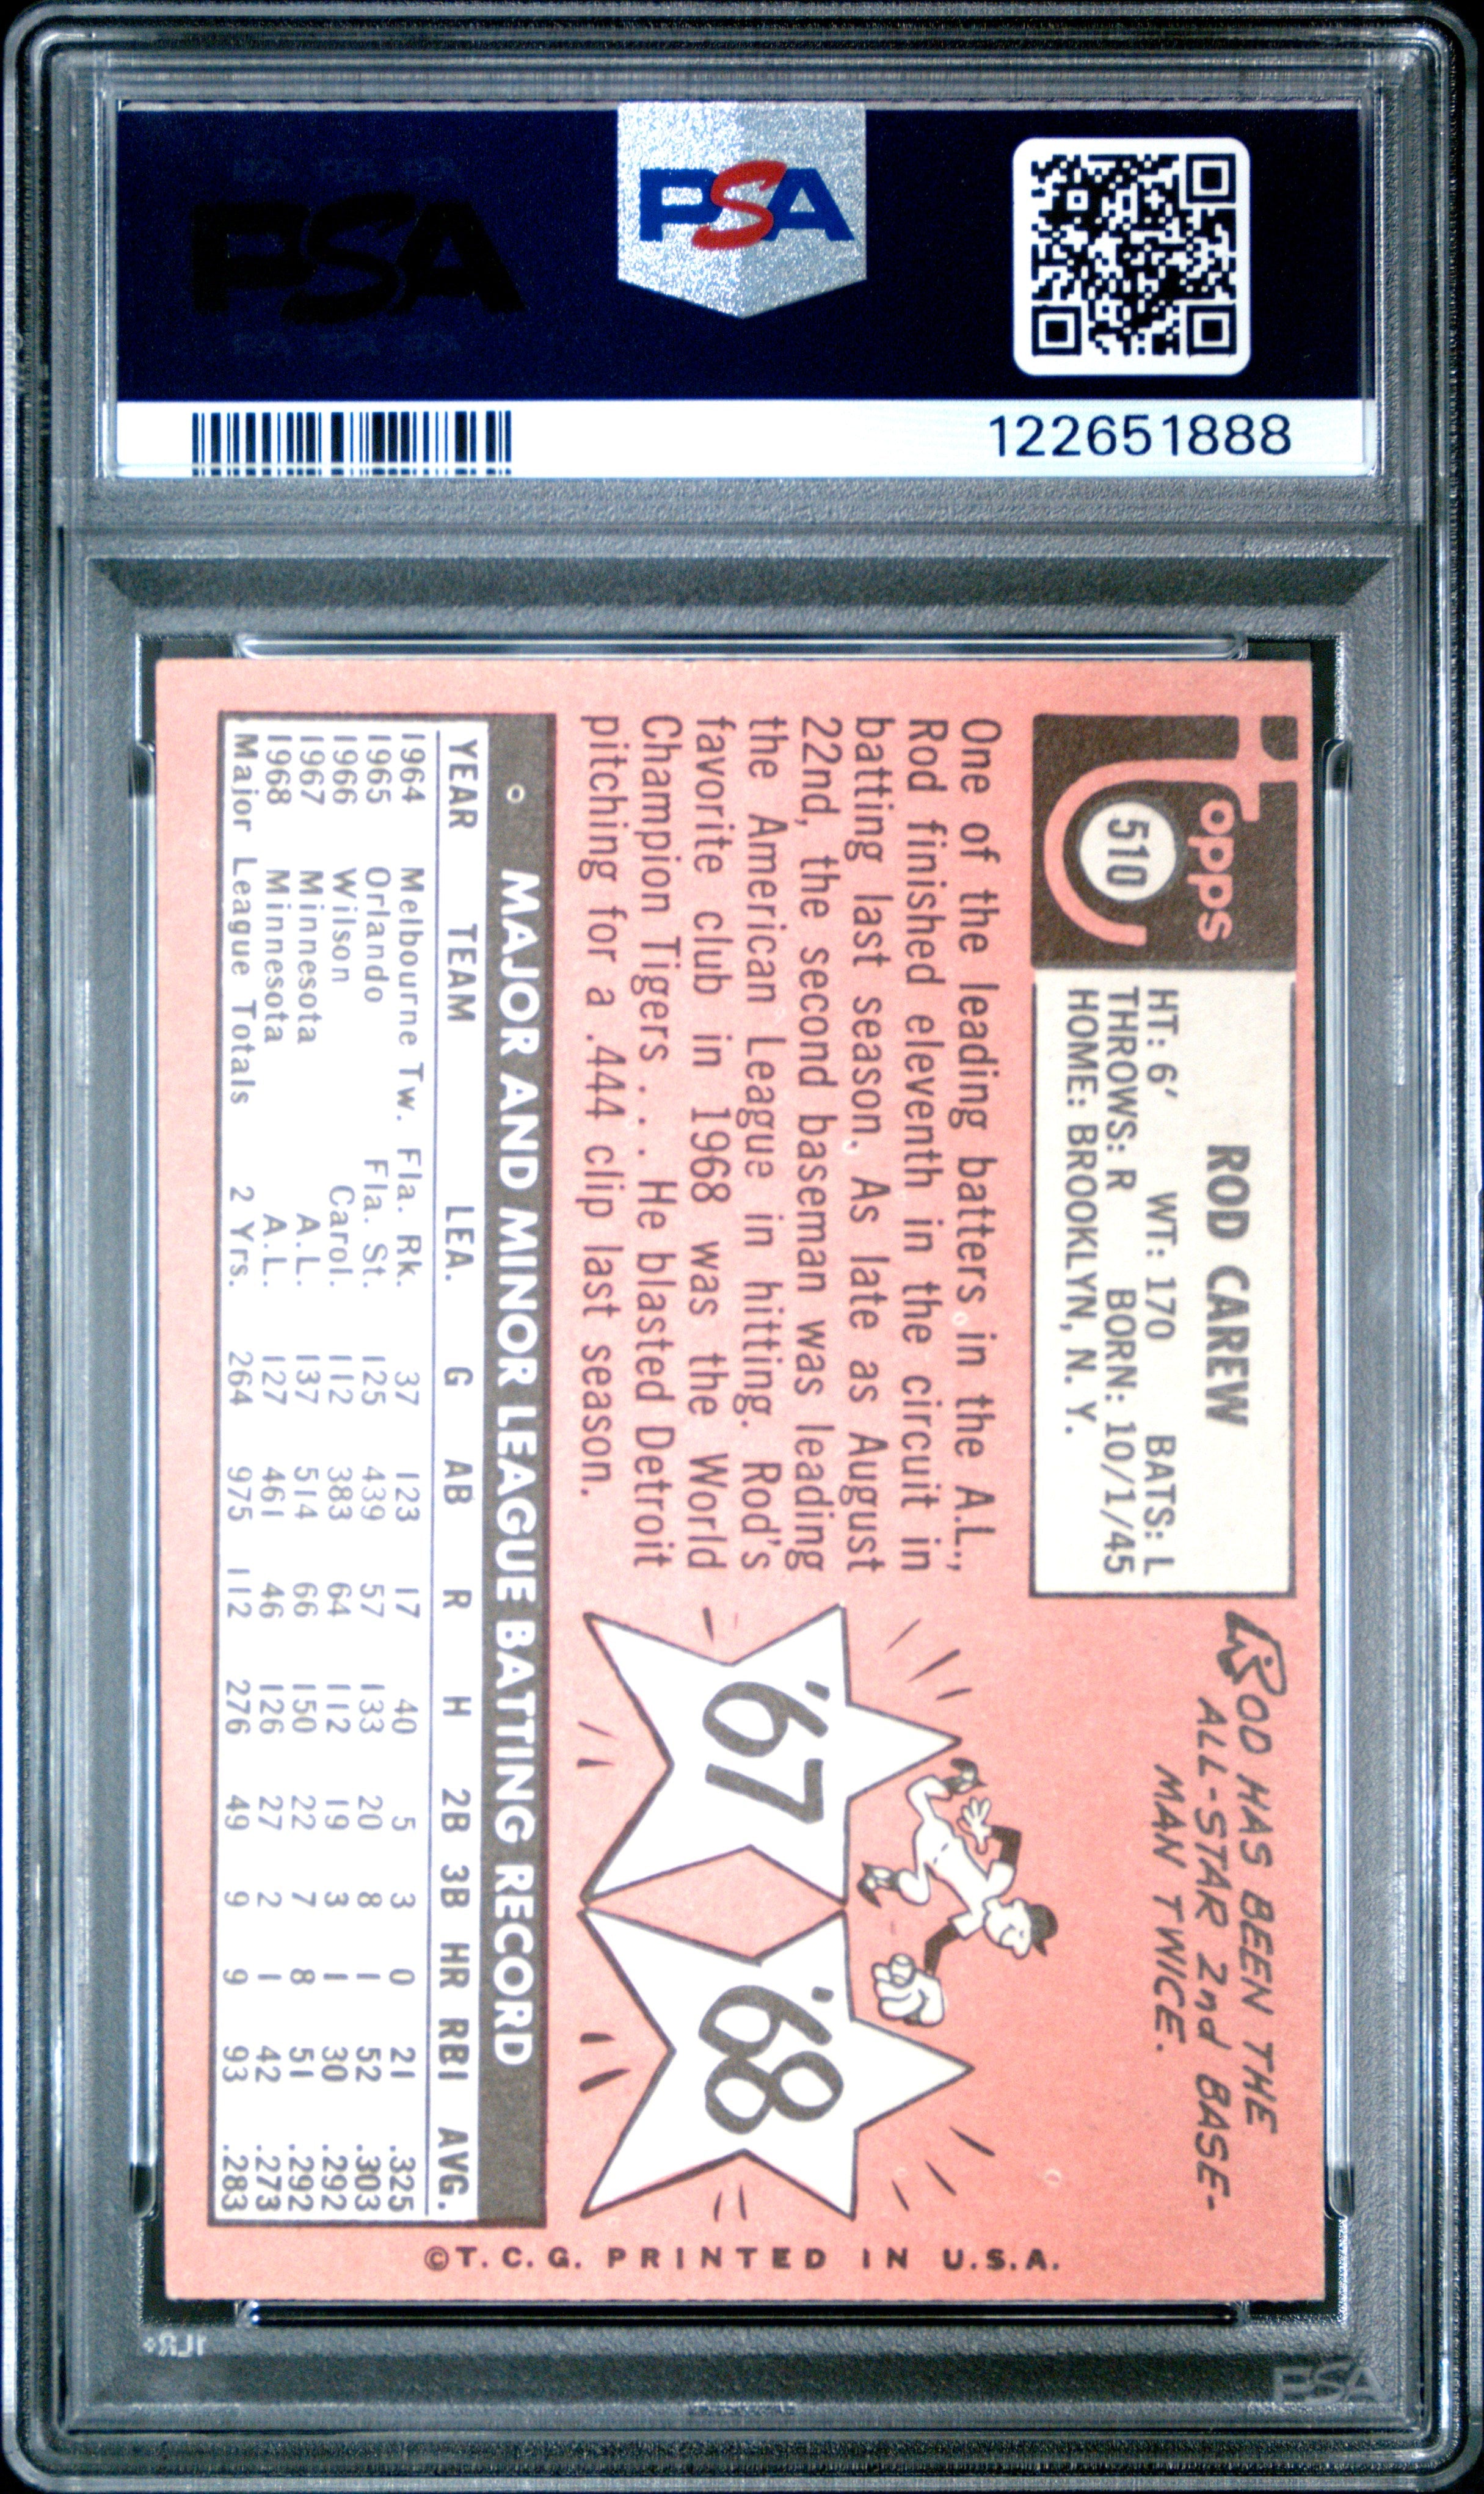 PSA
PSA
122651888
Topps
510
ROD CAREW
HT: 6' WT: 170 BATS: L
THROWS: R BORN: 10/1/45
HOME: BROOKLYN, N. Y.
ROD HAS BEEN THE
ALL-STAR 2nd BASE-
MAN TWICE.
One of the leading batters in the A.L.,
Rod finished eleventh in the circuit in
batting last season. As late as August
22nd, the second baseman was leading
the American League in hitting. Rod's
favorite club in 1968 was the World
Champion Tigers . . . He blasted Detroit
pitching for a .444 clip last season.
'67
'68
MAJOR AND MINOR LEAGUE BATTING RECORD
YEAR TEAM LEA. G AB R H 2B 3B HR RBI AVG.
1964 Melbourne Tw. Fla. Rk. 37 123 17 40 5 3 0 21 .325
1965 Orlando Fla. St. 125 439 57 133 20 8 1 52 .303
1966 Wilson Carol. 112 383 64 112 19 3 1 30 .292
1967 Minnesota A.L. 137 514 66 150 22 7 8 51 .292
1968 Minnesota A.L. 127 461 46 126 27 2 1 42 .273
Major League Totals 2 Yrs. 264 975 112 276 49 9 9 93 .283
©T. C. G. PRINTED IN U.S.A.
PSA